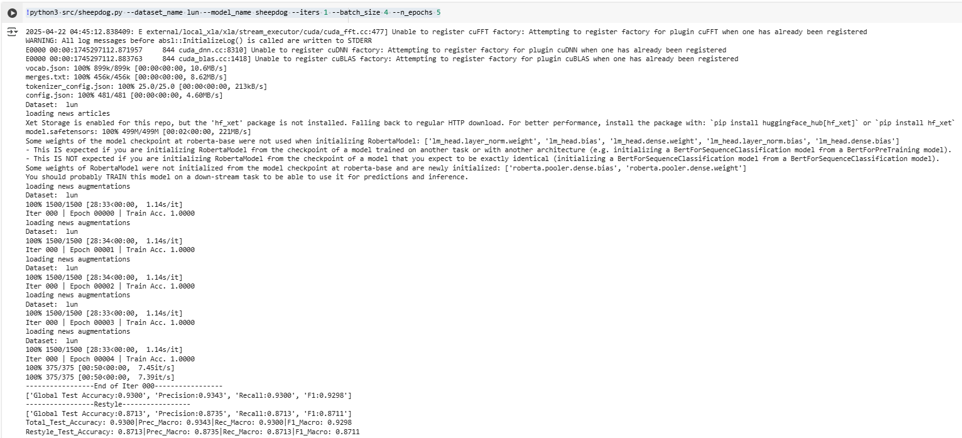 !python3 src/sheepdog.py --dataset_name lun --model_name sheepdog --iters 1 --batch_size 4 --n_epochs 5
2025-04-22 04:45:12.838409: E external/local_xla/xla/stream_executor/cuda/cuda_fft.cc:477] Unable to register cuFFT factory: Attempting to register factory for plugin cuFFT when one has already been registered
WARNING: All log messages before absl::InitializeLog() is called are written to STDERR
E0000 00:00:1745297112.871957     844 cuda_dnn.cc:8310] Unable to register cuDNN factory: Attempting to register factory for plugin cuDNN when one has already been registered
E0000 00:00:1745297112.883763     844 cuda_blas.cc:1418] Unable to register cuBLAS factory: Attempting to register factory for plugin cuBLAS when one has already been registered
vocab.json: 100% 899k/899k [00:00<00:00, 10.6MB/s]
merges.txt: 100% 456k/456k [00:00<00:00, 8.62MB/s]
tokenizer_config.json: 100% 25.0/25.0 [00:00<00:00, 213kB/s]
config.json: 100% 481/481 [00:00<00:00, 4.60MB/s]
Dataset:  lun
loading news articles
Xet Storage is enabled for this repo, but the 'hf_xet' package is not installed. Falling back to regular HTTP download. For better performance, install the package with: `pip install huggingface_hub[hf_xet]` or `pip install hf_xet`
model.safetensors: 100% 499M/499M [00:02<00:00, 221MB/s]
Some weights of the model checkpoint at roberta-base were not used when initializing RobertaModel: ['lm_head.layer_norm.weight', 'lm_head.bias', 'lm_head.dense.weight', 'lm_head.layer_norm.bias', 'lm_head.dense.bias']
- This IS expected if you are initializing RobertaModel from the checkpoint of a model trained on another task or with another architecture (e.g. initializing a BertForSequenceClassification model from a BertForPreTraining model).
- This IS NOT expected if you are initializing RobertaModel from the checkpoint of a model that you expect to be exactly identical (initializing a BertForSequenceClassification model from a BertForSequenceClassification model).
Some weights of RobertaModel were not initialized from the model checkpoint at roberta-base and are newly initialized: ['roberta.pooler.dense.bias', 'roberta.pooler.dense.weight']
You should probably TRAIN this model on a down-stream task to be able to use it for predictions and inference.
loading news augmentations
Dataset:  lun
100% 1500/1500 [28:33<00:00,  1.14s/it]
Iter 000 | Epoch 00000 | Train Acc. 1.0000
loading news augmentations
Dataset:  lun
100% 1500/1500 [28:34<00:00,  1.14s/it]
Iter 000 | Epoch 00001 | Train Acc. 1.0000
loading news augmentations
Dataset:  lun
100% 1500/1500 [28:34<00:00,  1.14s/it]
Iter 000 | Epoch 00002 | Train Acc. 1.0000
loading news augmentations
Dataset:  lun
100% 1500/1500 [28:33<00:00,  1.14s/it]
Iter 000 | Epoch 00003 | Train Acc. 1.0000
loading news augmentations
Dataset:  lun
100% 1500/1500 [28:33<00:00,  1.14s/it]
Iter 000 | Epoch 00004 | Train Acc. 1.0000
100% 375/375 [00:50<00:00,  7.45it/s]
100% 375/375 [00:50<00:00,  7.39it/s]
-----------------End of Iter 000-----------------
['Global Test Accuracy:0.9300', 'Precision:0.9343', 'Recall:0.9300', 'F1:0.9298']
-----------------Restyle-----------------
['Global Test Accuracy:0.8713', 'Precision:0.8735', 'Recall:0.8713', 'F1:0.8711']
Total_Test_Accuracy: 0.9300|Prec_Macro: 0.9343|Rec_Macro: 0.9300|F1_Macro: 0.9298
Restyle_Test_Accuracy: 0.8713|Prec_Macro: 0.8735|Rec_Macro: 0.8713|F1_Macro: 0.8711